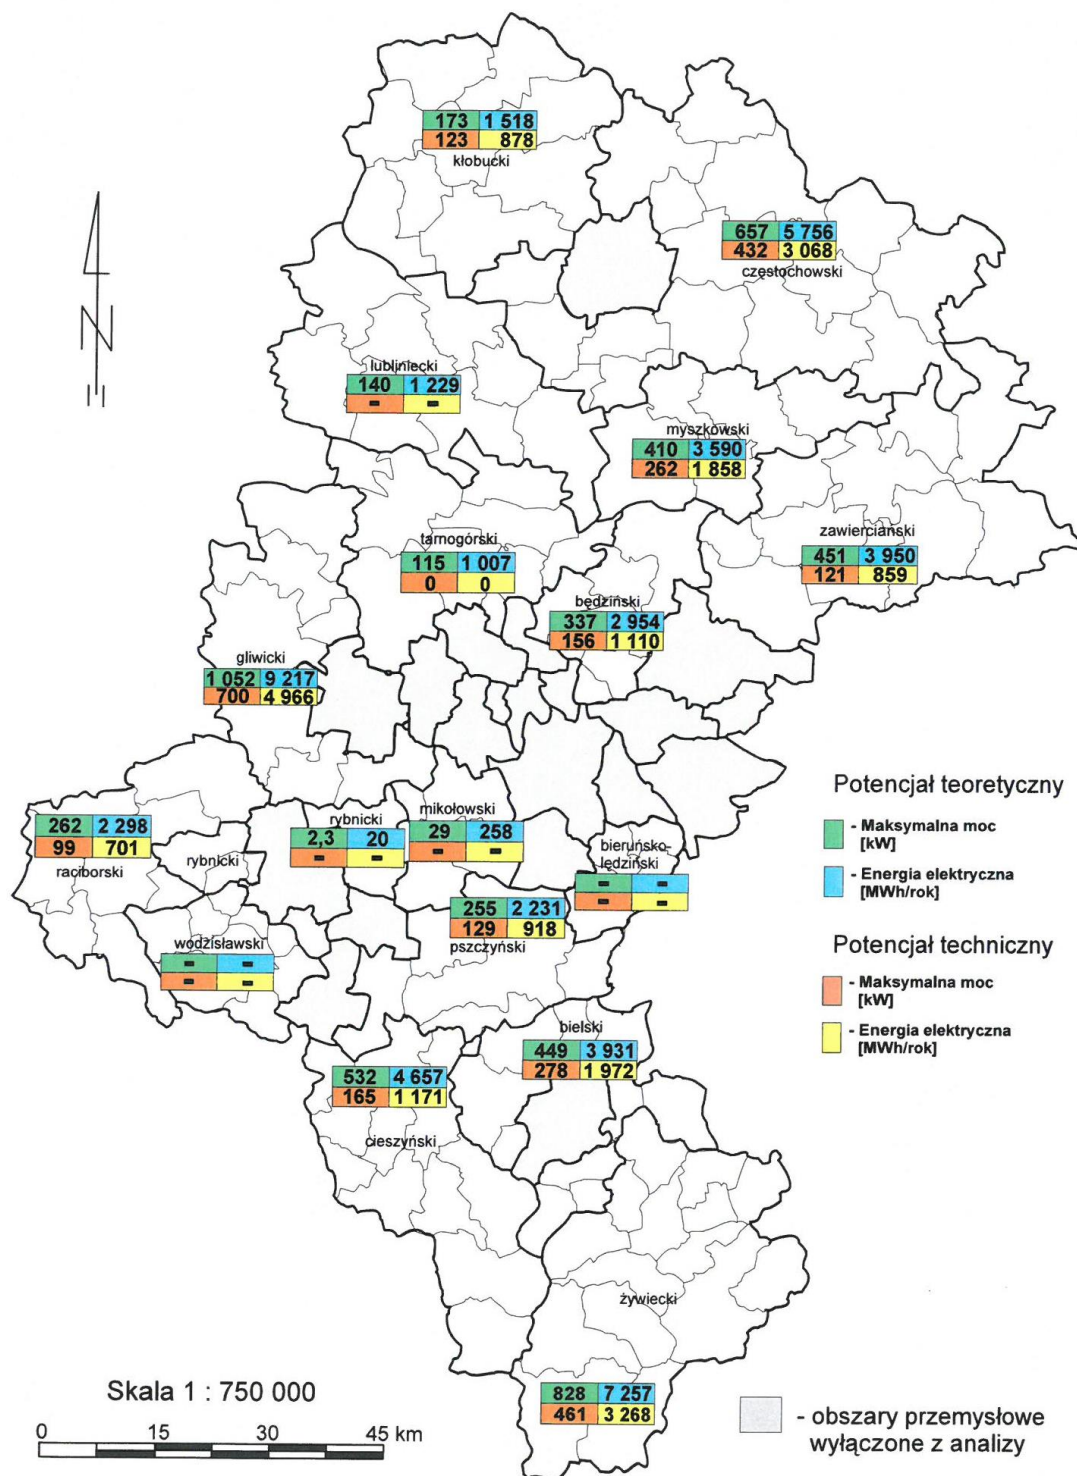 173 1 518
123 878
kłobucki
657 5 756
432 3 068
częstochowski
N
lubliniecki
140 1 229
- -
myszkowski
410 3 590
262 1 858
zawierciański
451 3 950
121 859
tarnogórski
115 1 007
0 0
będziński
337 2 954
156 1 110
gliwicki
1 052 9 217
700 4 966
Potencjał teoretyczny
- Maksymalna moc
[kW]
- Energia elektryczna
[MWh/rok]
Potencjał techniczny
- Maksymalna moc
[kW]
- Energia elektryczna
[MWh/rok]
262 2 298
99 701
raciborski
rybnicki
rybnicki
2,3 20
- -
mikołowski
29 258
- -
bieruńsko-
lędziński
- -
- -
255 2 231
129 918
pszczyński
wodzisławski
- -
- -
bielski
449 3 931
278 1 972
532 4 657
165 1 171
cieszyński
żywiecki
828 7 257
461 3 268
Skala 1 : 750 000
0 15 30 45 km
- obszary przemysłowe
wyłączone z analizy